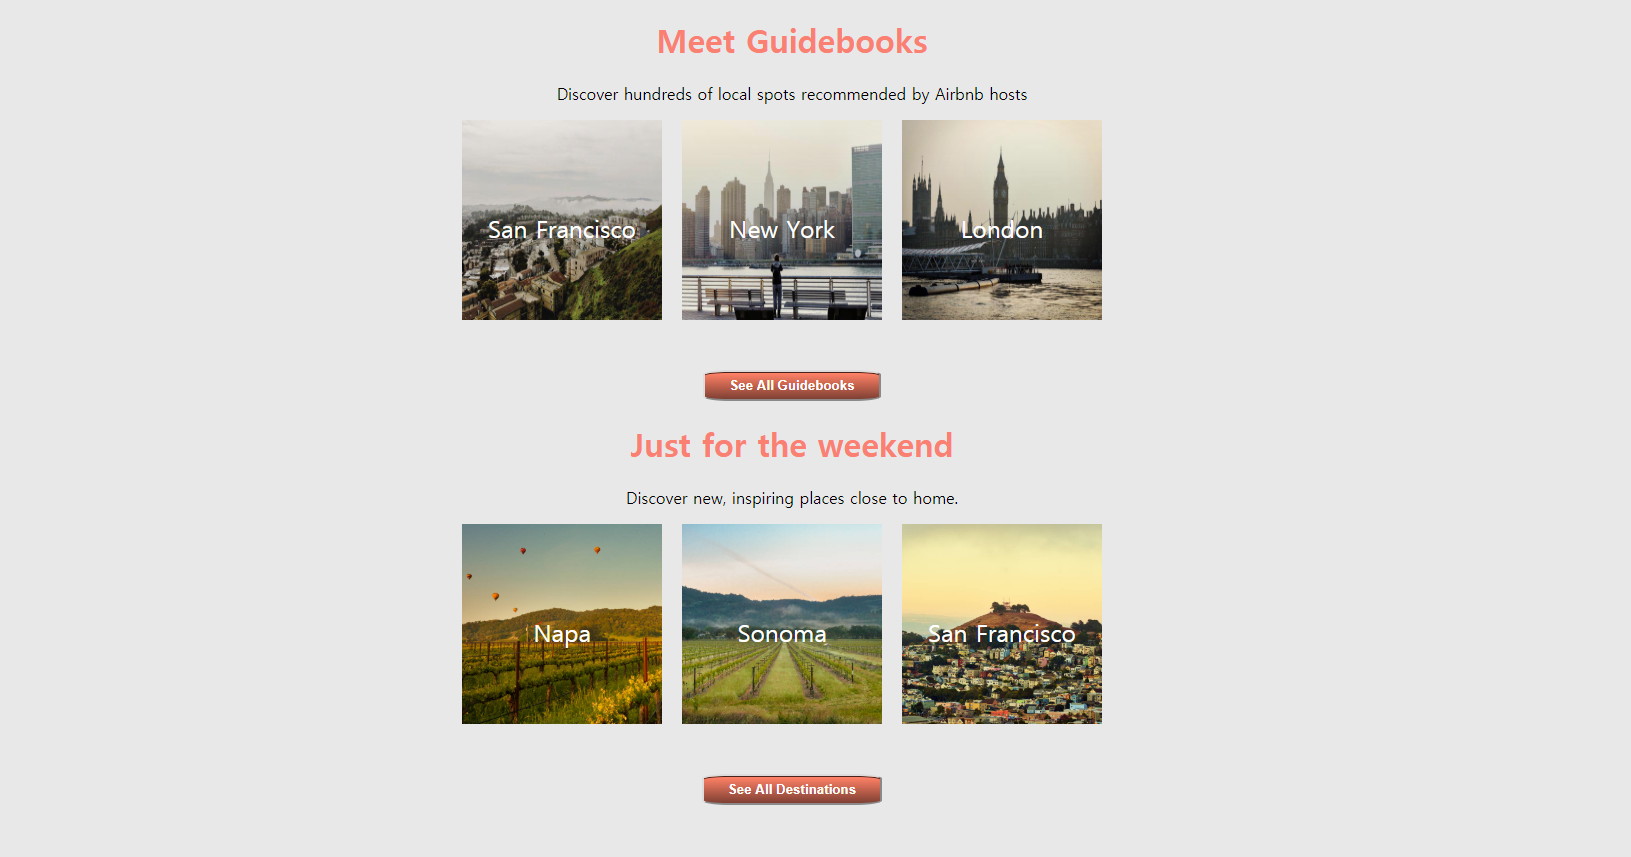 Meet Guidebooks
Discover hundreds of local spots recommended by Airbnb hosts
San Francisco
New York
London
See All Guidebooks
Just for the weekend
Discover new, inspiring places close to home.
Napa
Sonoma
San Francisco
See All Destinations